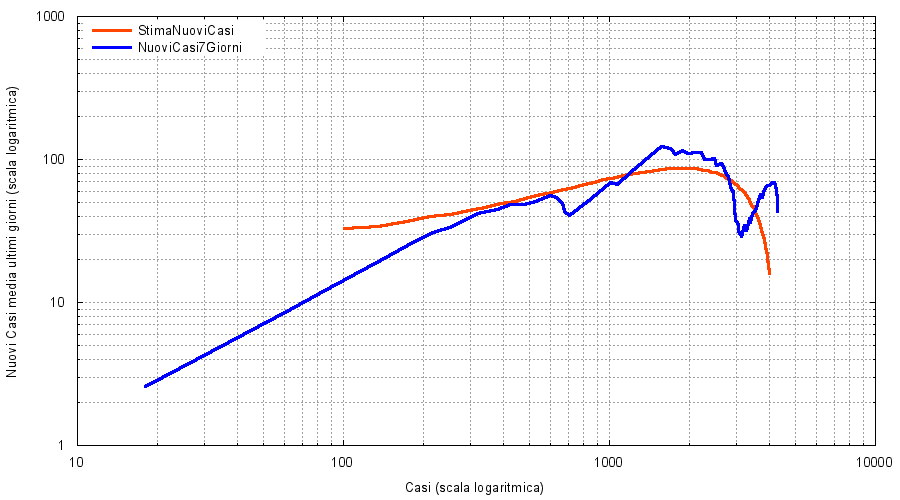 1000
StimaNuoviCasi
NuoviCasi7Giorni
100
10
1
Nuovi Casi media ultimi giorni (scala logaritmica)
10
100
1000
10000
Casi (scala logaritmica)